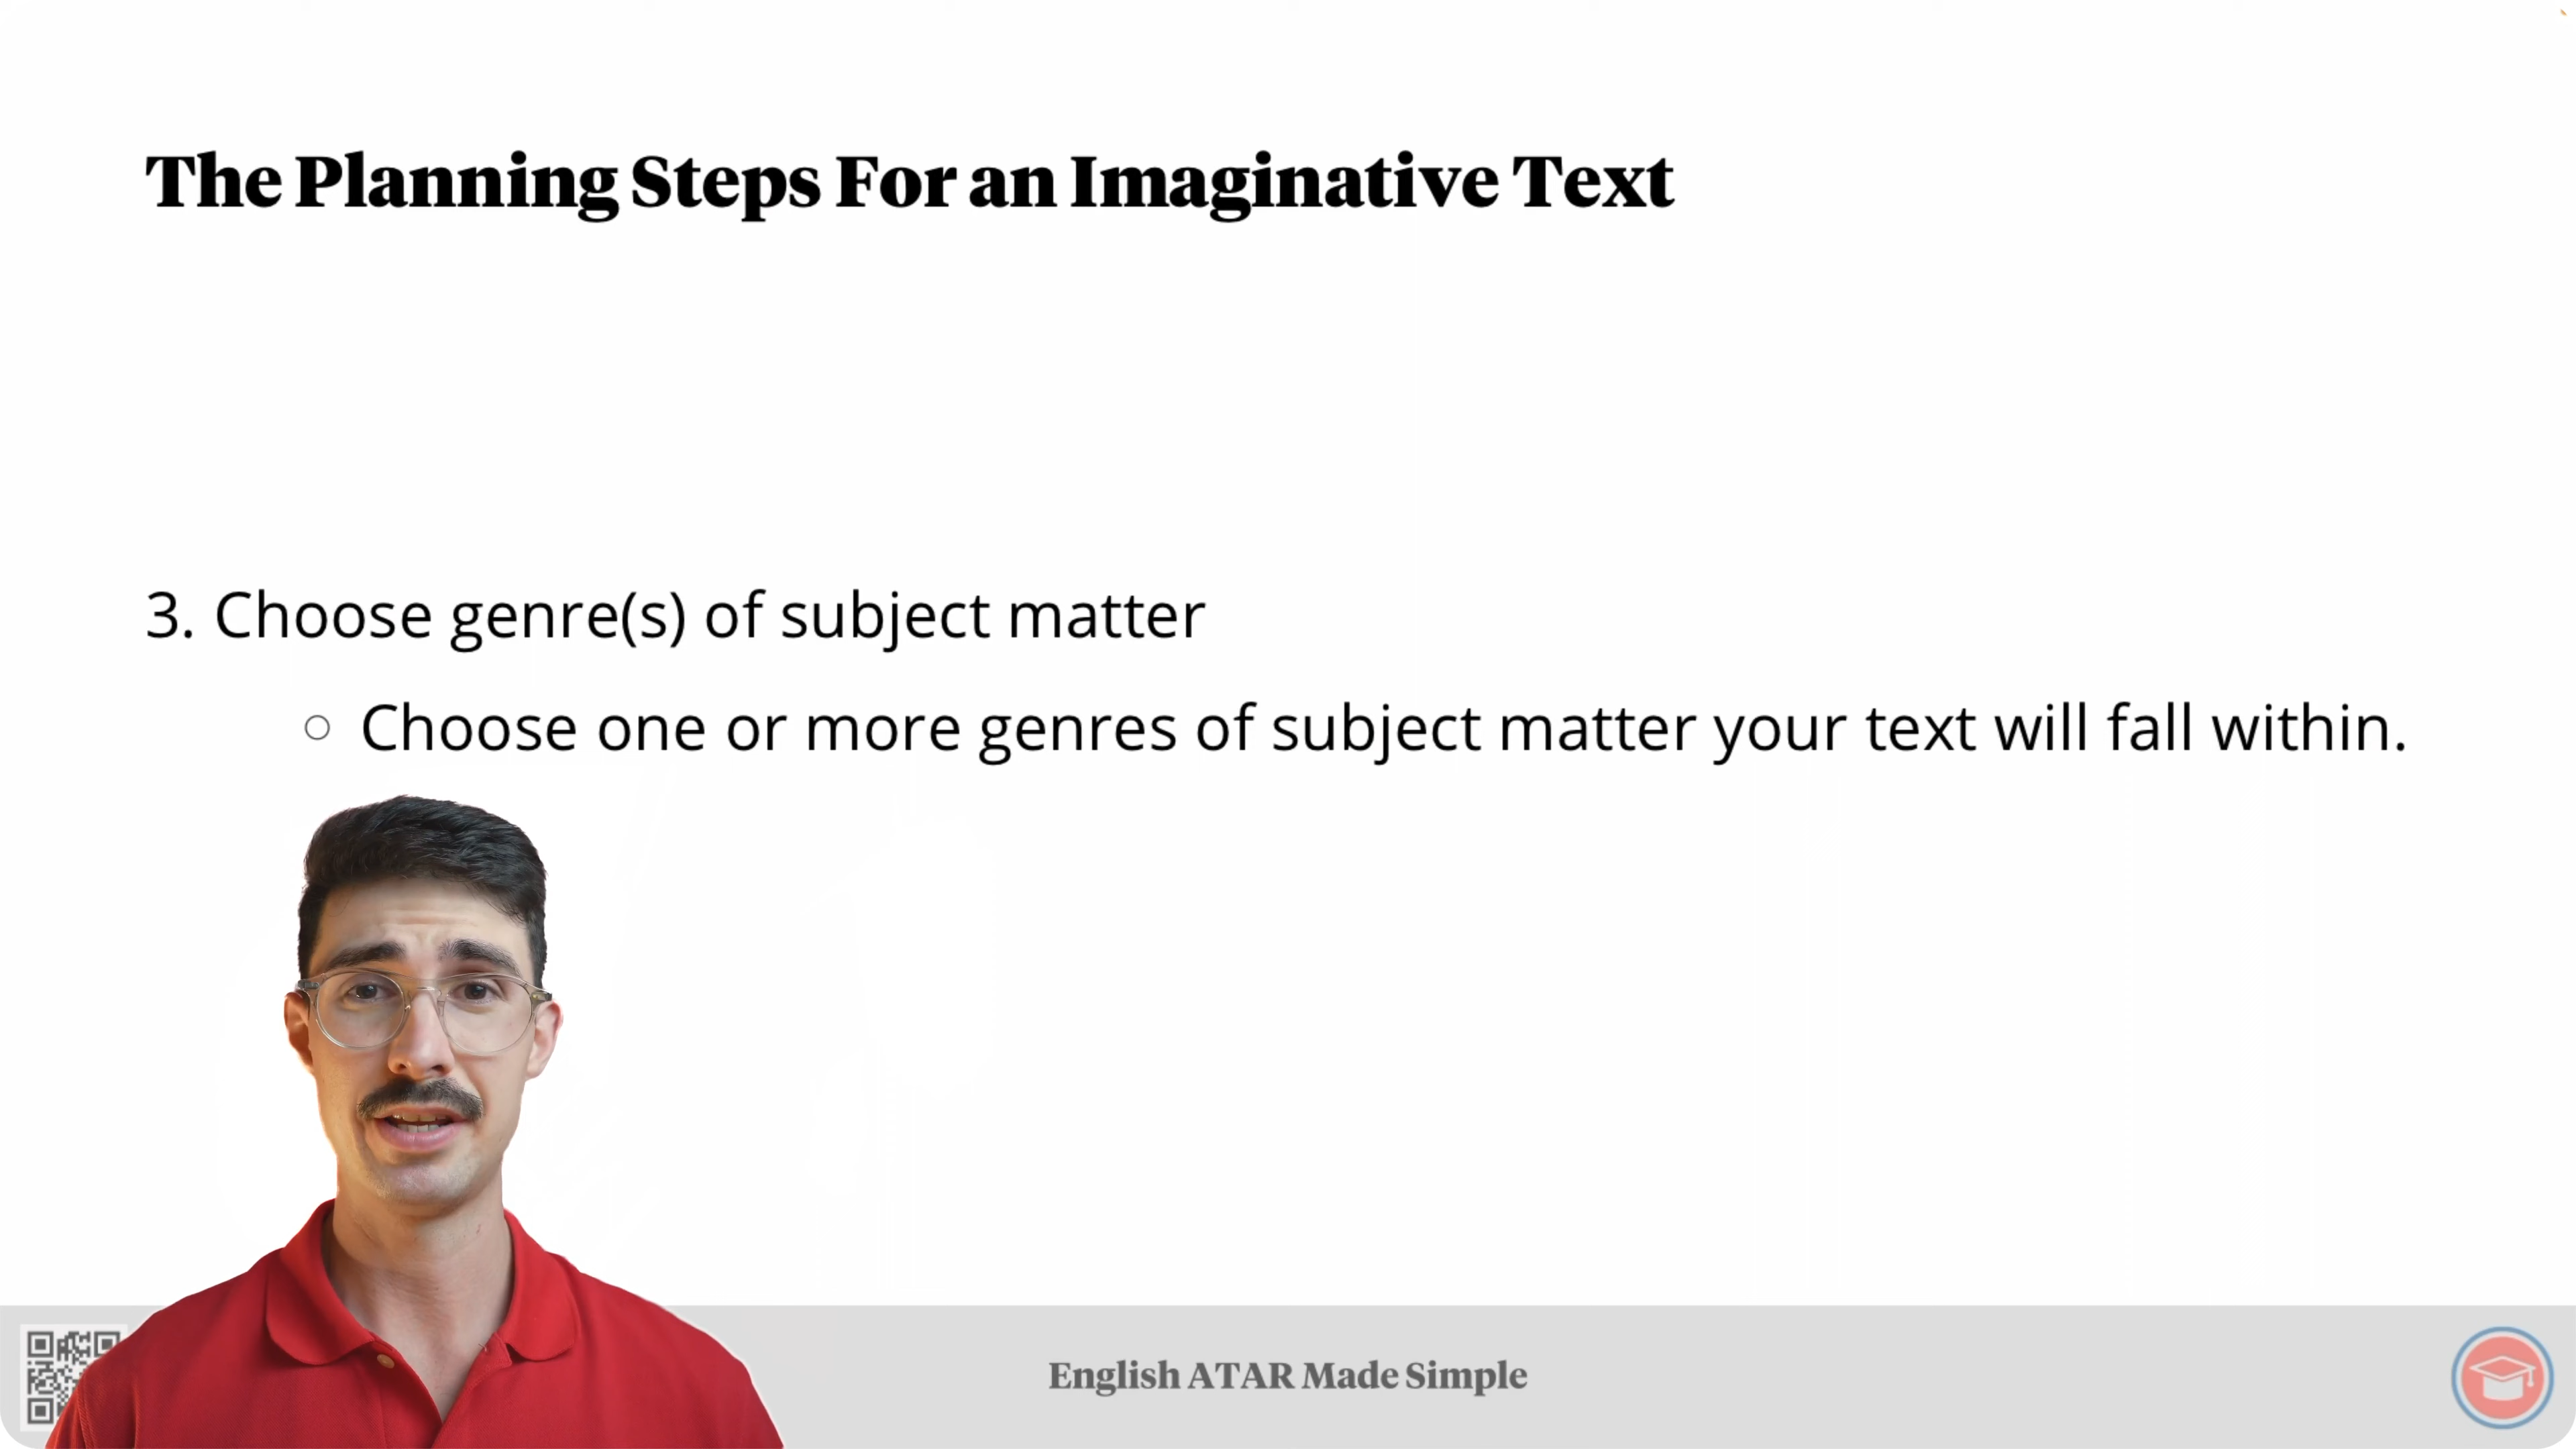 The Planning Steps For an Imaginative Text
3. Choose genre(s) of subject matter
○ Choose one or more genres of subject matter your text will fall within.
English ATAR Made Simple